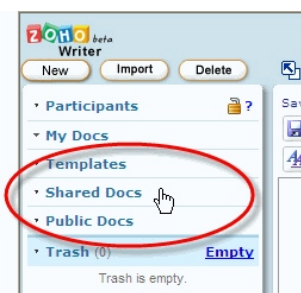 ZOHO beta
Writer
New Import Delete
Participants ?
My Docs
Templates
Shared Docs
Public Docs
Trash (0) Empty
Trash is empty.